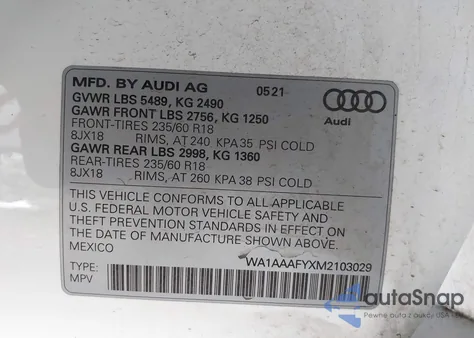 MFD. BY AUDI AG 0521
GVWR LBS 5489, KG 2490
GAWR FRONT LBS 2756, KG 1250
FRONT-TIRES 235/60 R18
8JX18 RIMS, AT 240 KPA 35 PSI COLD
GAWR REAR LBS 2998, KG 1360
REAR-TIRES 235/60 R18
8JX18 RIMS, AT 260 KPA 38 PSI COLD
Audi
THIS VEHICLE CONFORMS TO ALL APPLICABLE
U.S. FEDERAL MOTOR VEHICLE SAFETY AND
THEFT PREVENTION STANDARDS IN EFFECT ON
THE DATE OF MANUFACTURE SHOWN ABOVE.
MEXICO
TYPE: WA1AAAFYXM2103029
MPV
autoSnap